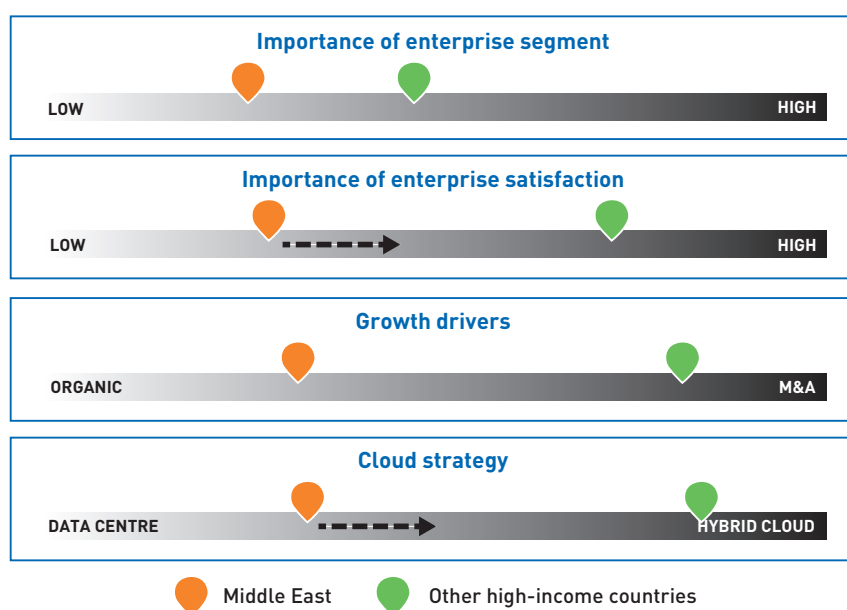 Importance of enterprise segment
LOW HIGH
Importance of enterprise satisfaction
LOW HIGH
Growth drivers
ORGANIC M&A
Cloud strategy
DATA CENTRE HYBRID CLOUD
Middle East Other high-income countries